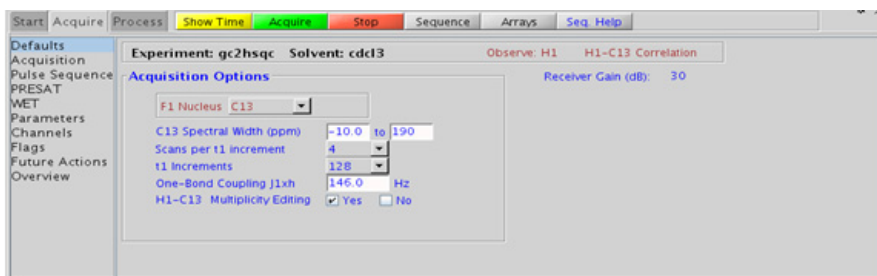 Start Acquire Process Show Time Acquire Stop Sequence Arrays Seq. Help
Defaults
Acquisition
Pulse Sequence
PRESAT
WET
Parameters
Channels
Flags
Future Actions
Overview
Experiment: gc2hsqc Solvent: cdcl3 Observe: H1 H1-C13 Correlation
Acquisition Options Receiver Gain (dB): 30
F1 Nucleus C13
C13 Spectral Width (ppm) -10.0 to 190
Scans per t1 increment 4
t1 Increments 128
One-Bond Coupling J1xh 146.0 Hz
H1-C13 Multiplicity Editing Yes No